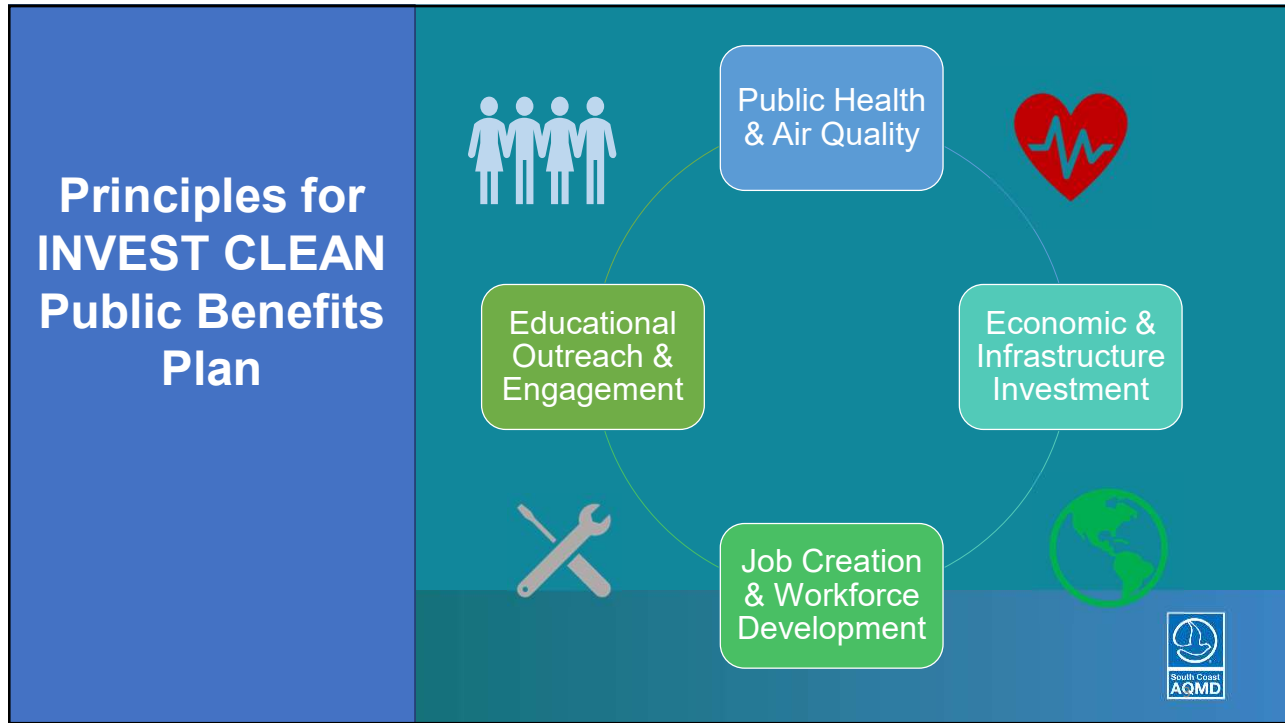 Principles for
INVEST CLEAN
Public Benefits
Plan
Public Health
& Air Quality
Educational
Outreach &
Engagement
Economic &
Infrastructure
Investment
Job Creation
& Workforce
Development
South Coast
AQMD